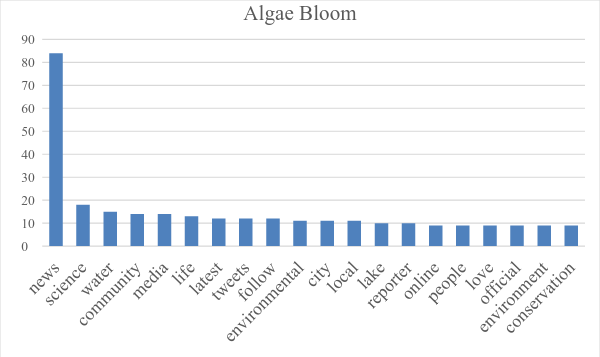 Algae Bloom
90
80
70
60
50
40
30
20
10
0
news
science
water
community
media
life
latest
tweets
follow
environmental
city
local
lake
reporter
online
people
love
official
environment
conservation